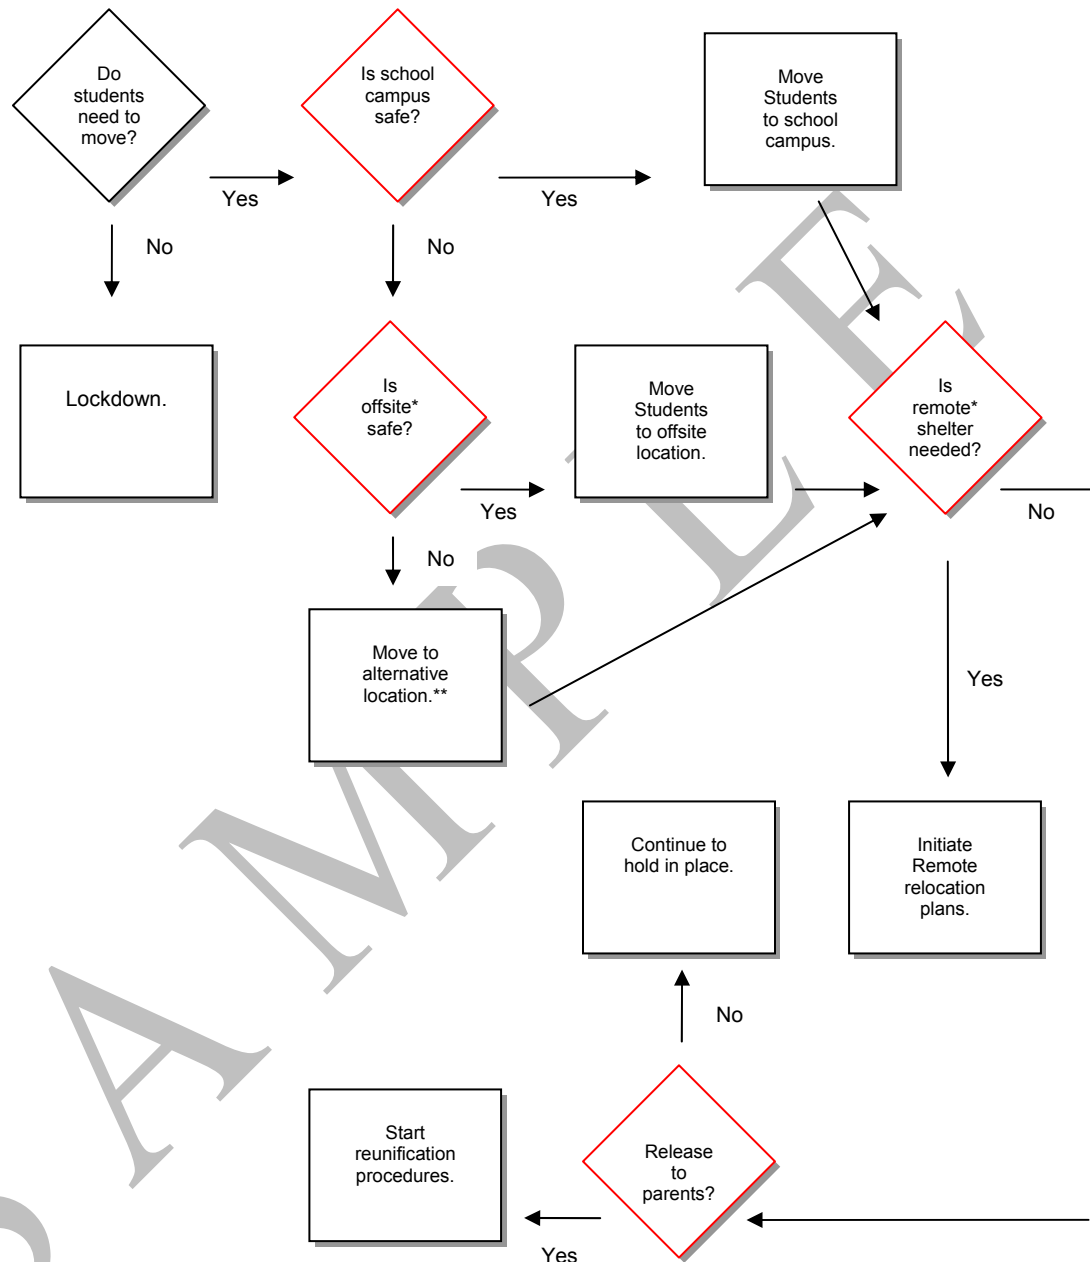 Do
students
need to
move?
Yes
No
Is school
campus
safe?
Yes
No
Move
Students
to school
campus.
Lockdown.
Is
offsite*
safe?
Yes
No
Move
Students
to offsite
location.
Is
remote*
shelter
needed?
No
Yes
Move to
alternative
location.**
Continue to
hold in place.
Initiate
Remote
relocation
plans.
No
Start
reunification
procedures.
Release
to
parents?
Yes
SAMPLE